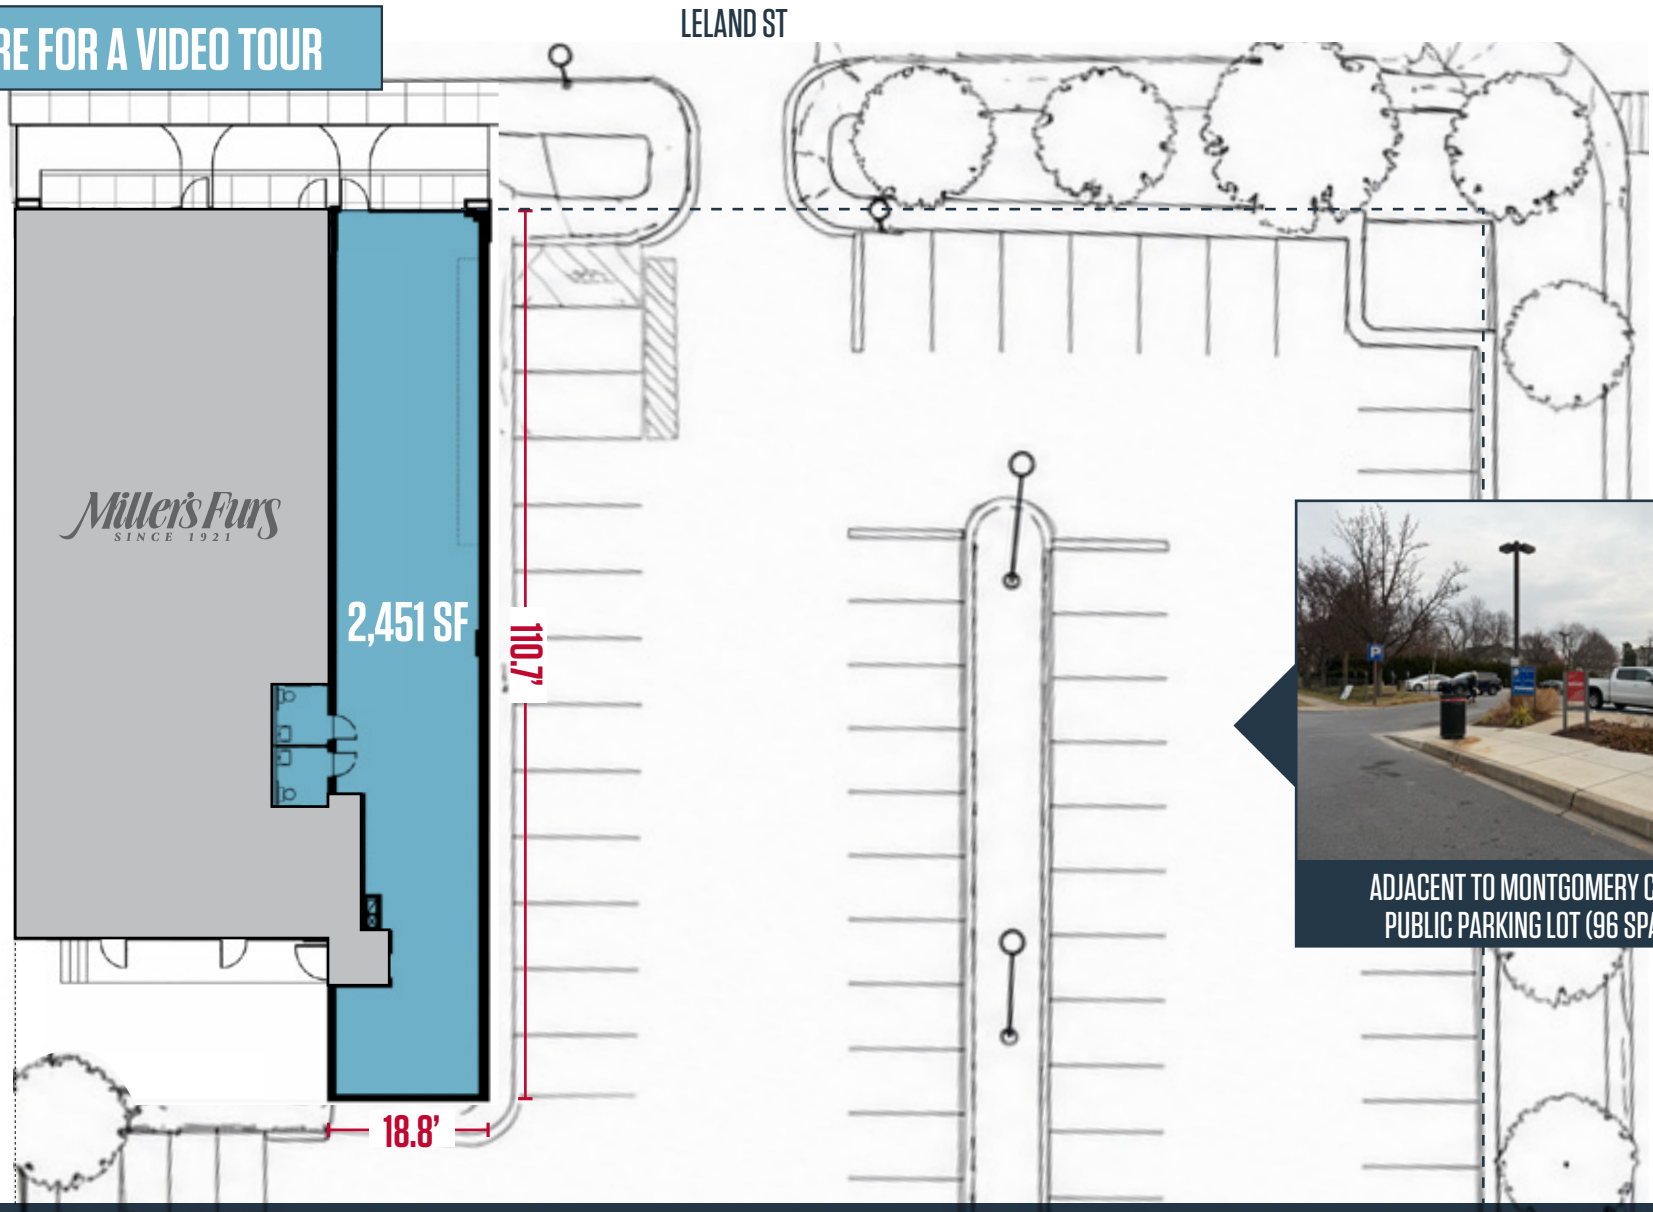 RE FOR A VIDEO TOUR
LELAND ST
Miller's Furs
SINCE 1921
2,451 SF
110.7'
18.8'
P
ADJACENT TO MONTGOMERY C
PUBLIC PARKING LOT (96 SPA